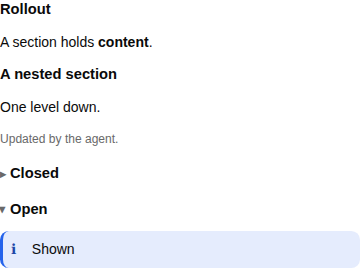 Rollout
A section holds content.
A nested section
One level down.
Updated by the agent.
Closed
Open
Shown